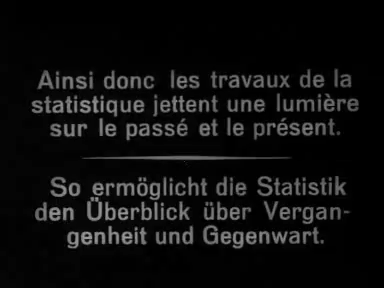 Ainsi donc les travaux de la
statistique jettent une lumière
sur le passé et le présent.
So ermöglicht die Statistik
den Überblick über Vergan-
genheit und Gegenwart.